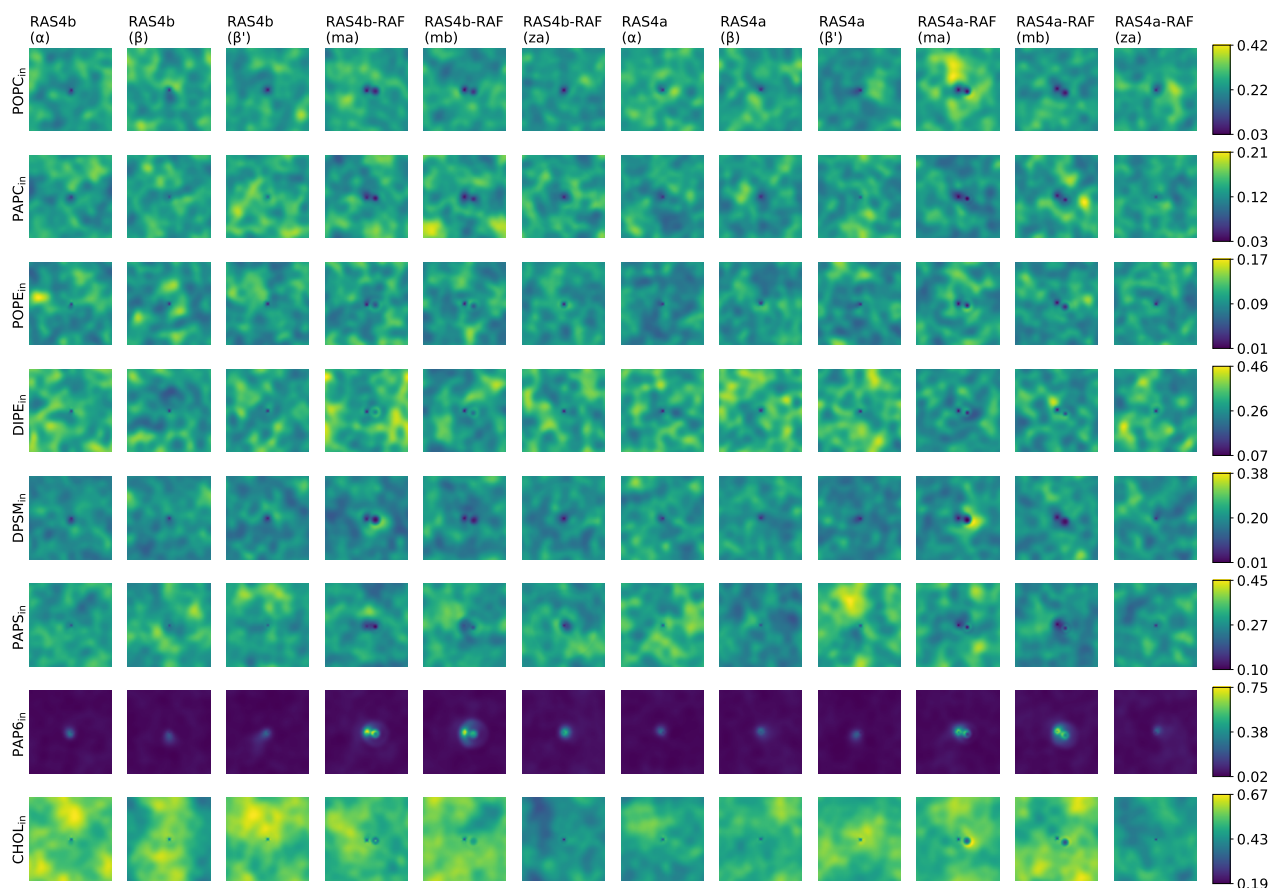 RAS4b RAS4b RAS4b RAS4b-RAF RAS4b-RAF RAS4b-RAF RAS4a RAS4a RAS4a RAS4a-RAF RAS4a-RAF RAS4a-RAF
(α) (β) (β') (ma) (mb) (za) (α) (β) (β') (ma) (mb) (za)
POPCin
0.42
0.22
0.03
PAPCin
0.21
0.12
0.03
POPEin
0.17
0.09
0.01
DIPEin
0.46
0.26
0.07
DPSMin
0.38
0.20
0.01
PAPSin
0.45
0.27
0.10
PAP6in
0.75
0.38
0.02
CHOLin
0.67
0.43
0.19